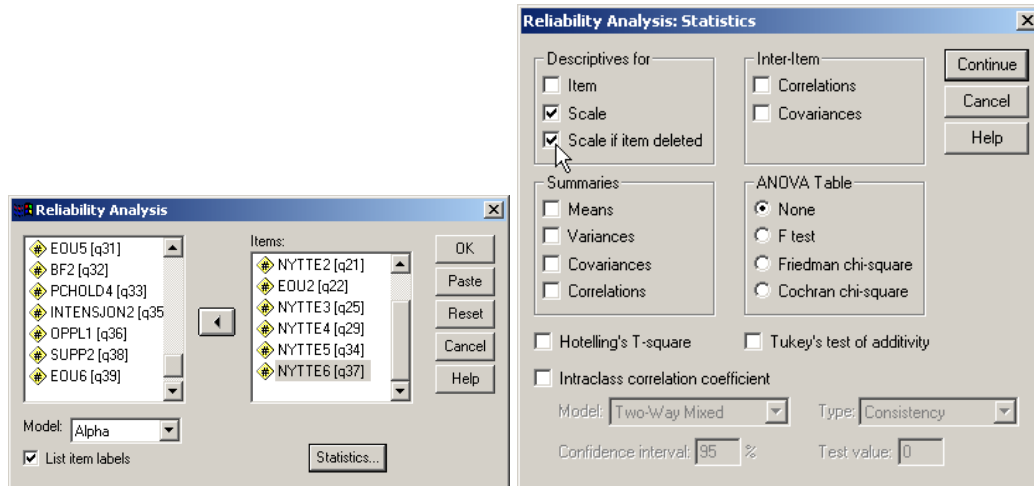 Reliability Analysis
EOU5 [q31]
BF2 [q32]
PCHOLD4 [q33]
INTENSJON2 [q35
OPPL1 [q36]
SUPP2 [q38]
EOU6 [q39]
Items:
NYTTE2 [q21]
EOU2 [q22]
NYTTE3 [q25]
NYTTE4 [q29]
NYTTE5 [q34]
NYTTE6 [q37]
OK
Paste
Reset
Cancel
Help
Model: Alpha
List item labels
Statistics...
Reliability Analysis: Statistics
Descriptives for
Item
Scale
Scale if item deleted
Inter-Item
Correlations
Covariances
Continue
Cancel
Help
Summaries
Means
Variances
Covariances
Correlations
ANOVA Table
None
F test
Friedman chi-square
Cochran chi-square
Hotelling's T-square
Tukey's test of additivity
Intraclass correlation coefficient
Model: Two-Way Mixed
Type: Consistency
Confidence interval: 95 %
Test value: 0